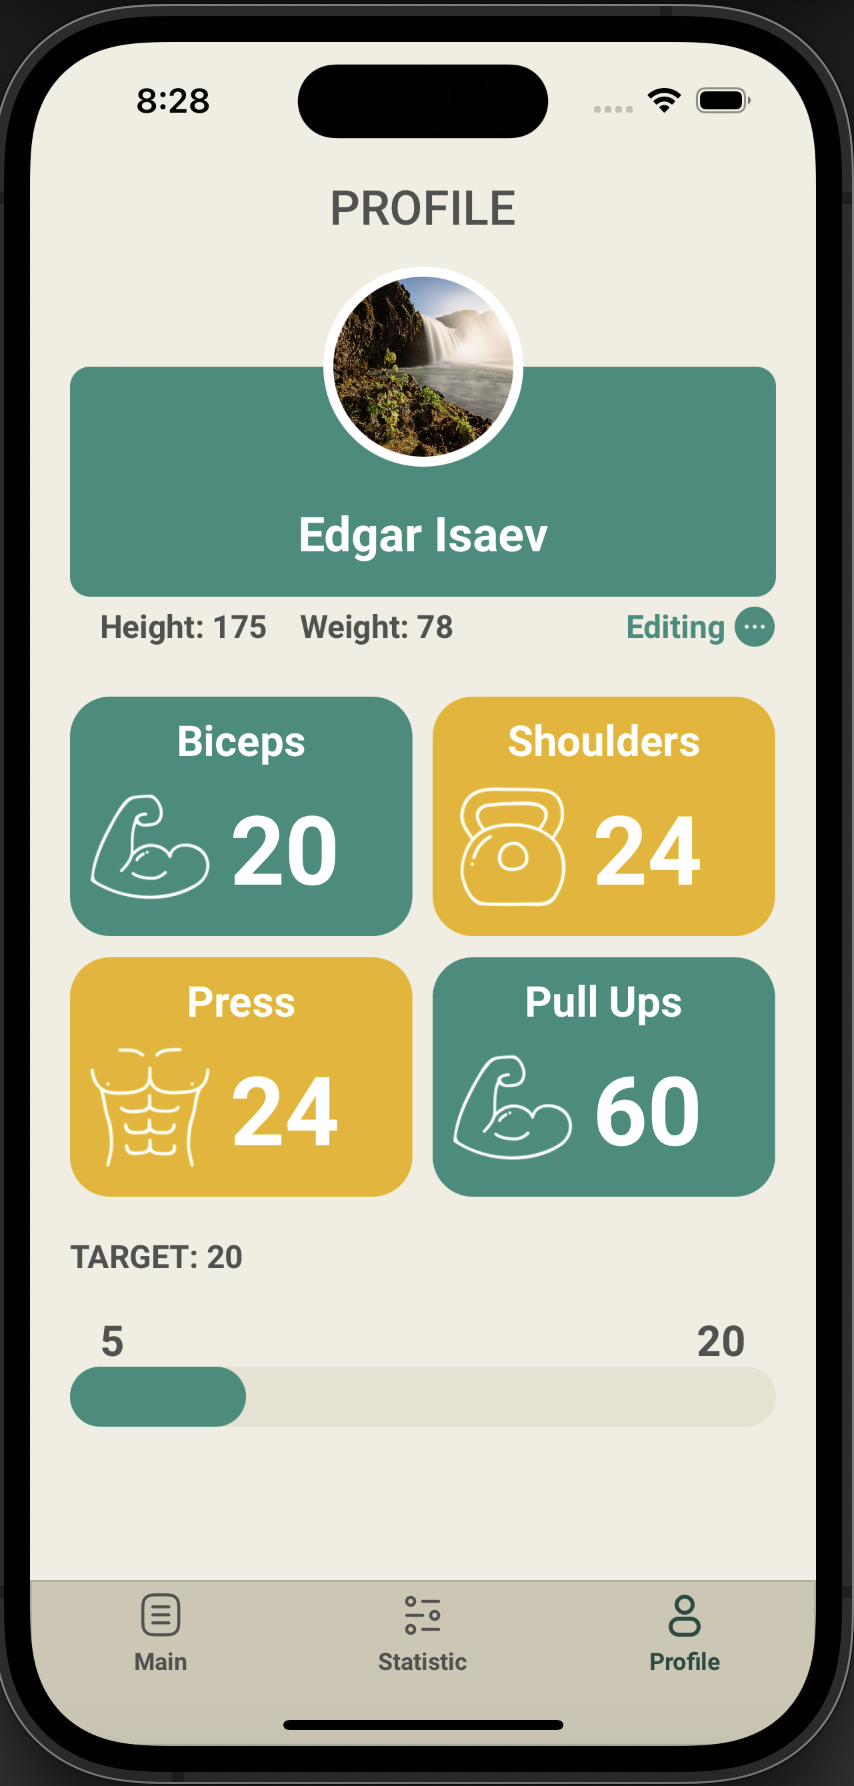 8:28
PROFILE
Edgar Isaev
Height: 175 Weight: 78 Editing
Biceps
20
Shoulders
24
Press
24
Pull Ups
60
TARGET: 20
5 20
Main Statistic Profile